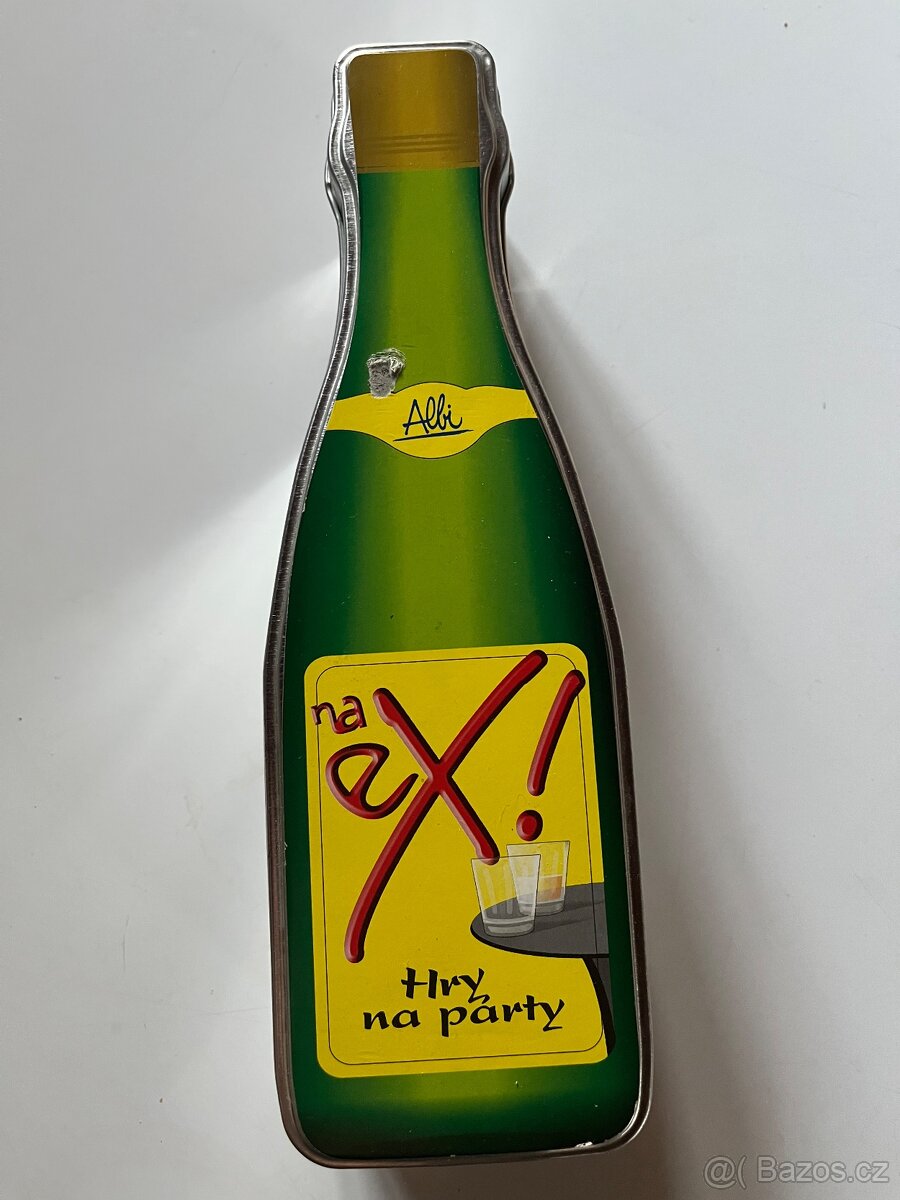 Albi
na
eX!
Hry
na párty
@( Bazos.cz